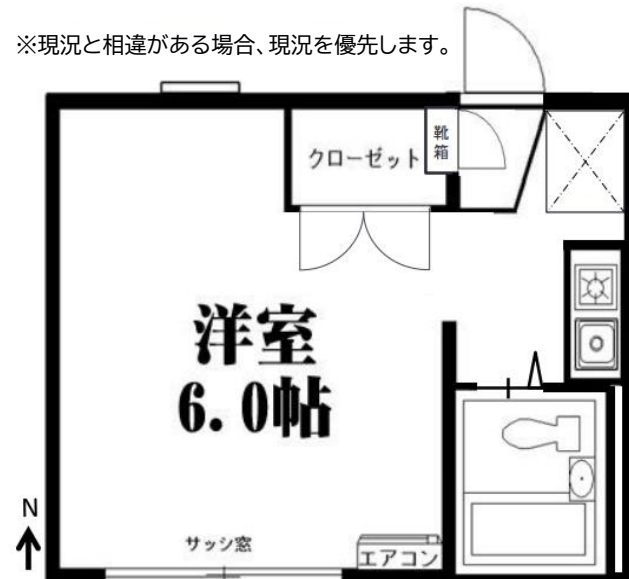 ※現況と相違がある場合、現況を優先します。
靴
箱
クローゼット
洋室
6.0帖
N
サッシ窓
エアコン